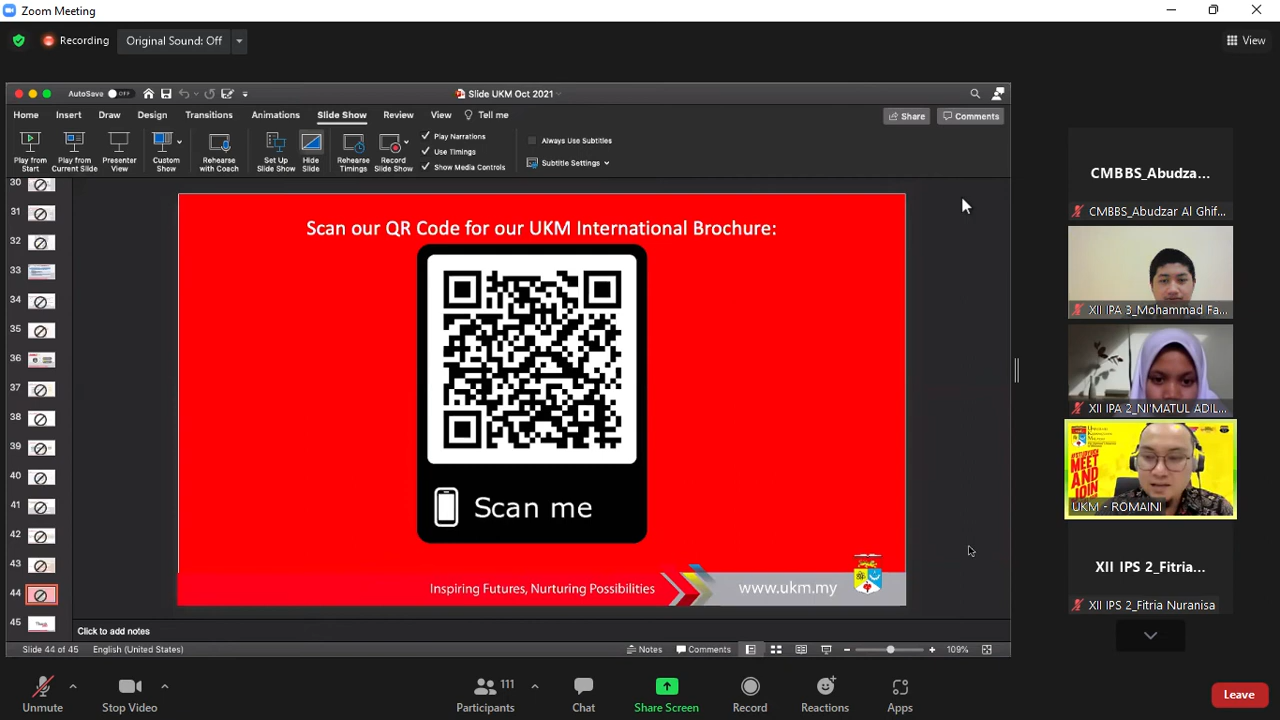 Zoom Meeting
Recording
Original Sound: Off
View
AutoSave OFF
Slide UKM Oct 2021
Home Insert Draw Design Transitions Animations Slide Show Review View Tell me
Share Comments
Play from Start
Play from Current Slide
Presenter View
Custom Show
Rehearse with Coach
Set Up Slide Show
Hide Slide
Rehearse Timings
Record Slide Show
Play Narrations
Use Timings
Show Media Controls
Always Use Subtitles
Subtitle Settings
30
31
32
33
34
35
36
37
38
39
40
41
42
43
44
45
Scan our QR Code for our UKM International Brochure:
Scan me
Inspiring Futures, Nurturing Possibilities
www.ukm.my
Click to add notes
Slide 44 of 45 English (United States)
Notes Comments 109%
CMBBS_Abudza...
CMBBS_Abudzar Al Ghif...
XII IPA 3_Mohammad Fa...
XII IPA 2_NI'MATUL ADIL...
MEET
AND
JOIN
UKM - ROMAINI
XII IPS 2_Fitria...
XII IPS 2_Fitria Nuranisa
Unmute
Stop Video
111
Participants
Chat
Share Screen
Record
Reactions
Apps
Leave